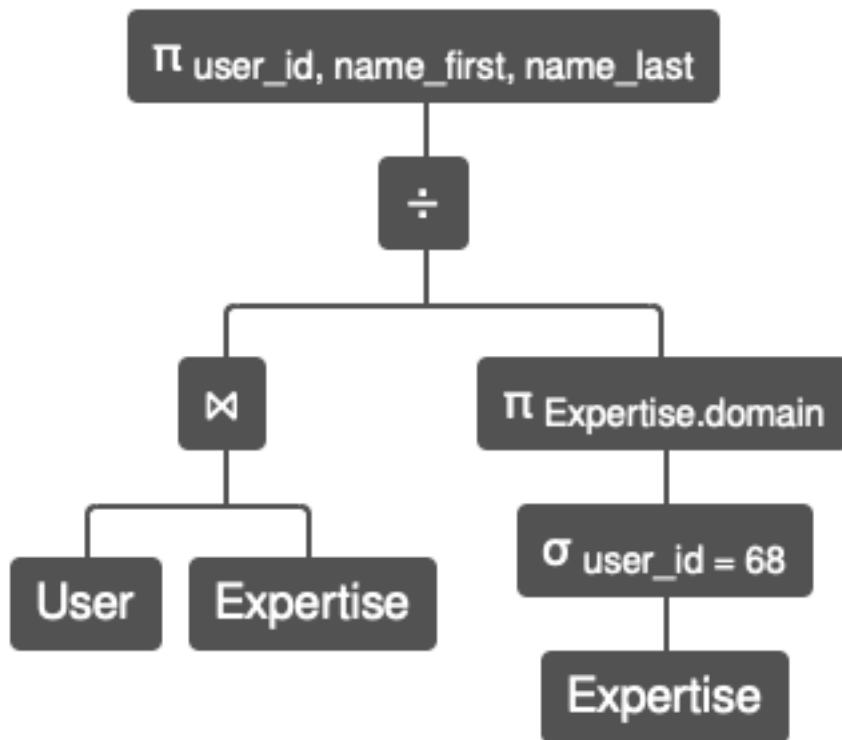 π user_id, name_first, name_last
÷
⋈
π Expertise.domain
User
Expertise
σ user_id = 68
Expertise